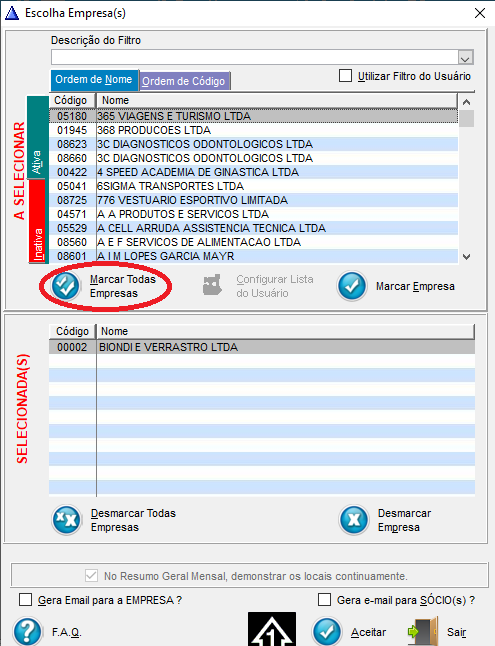 Escolha Empresa(s)
Descrição do Filtro
Ordem de Nome
Ordem de Código
Utilizar Filtro do Usuário
A SELECIONAR
Ativa
Inativa
Código Nome
05180 365 VIAGENS E TURISMO LTDA
01945 368 PRODUCOES LTDA
08623 3C DIAGNOSTICOS ODONTOLOGICOS LTDA
08660 3C DIAGNOSTICOS ODONTOLOGICOS LTDA
00422 4 SPEED ACADEMIA DE GINASTICA LTDA
05041 6SIGMA TRANSPORTES LTDA
08725 776 VESTUARIO ESPORTIVO LIMITADA
04571 A A PRODUTOS E SERVICOS LTDA
05529 A CELL ARRUDA ASSISTENCIA TECNICA LTDA
08560 A E F SERVICOS DE ALIMENTACAO LTDA
08601 A I M LOPES GARCIA MAYR
Marcar Todas
Empresas
Configurar Lista
do Usuário
Marcar Empresa
SELECIONADA(S)
Código Nome
00002 BIONDI E VERRASTRO LTDA
Desmarcar Todas
Empresas
Desmarcar
Empresa
No Resumo Geral Mensal, demonstrar os locais continuamente.
Gera Email para a EMPRESA ?
Gera e-mail para SÓCIO(s) ?
F.A.Q.
1
Aceitar
Sair